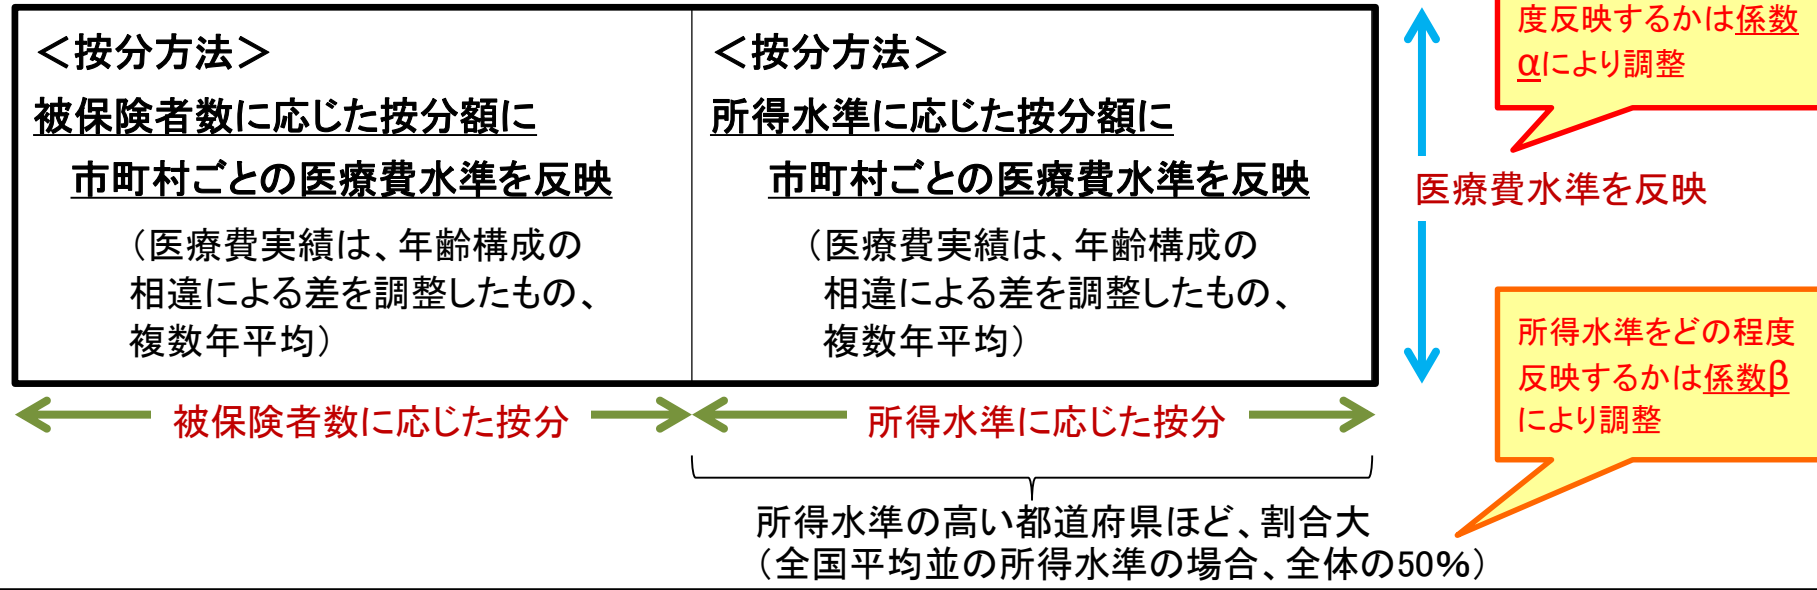 ＜按分方法＞
被保険者数に応じた按分額に
市町村ごとの医療費水準を反映
（医療費実績は、年齢構成の
相違による差を調整したもの、
複数年平均）
＜按分方法＞
所得水準に応じた按分額に
市町村ごとの医療費水準を反映
（医療費実績は、年齢構成の
相違による差を調整したもの、
複数年平均）
度反映するかは係数
αにより調整
医療費水準を反映
所得水準をどの程度
反映するかは係数β
により調整
被保険者数に応じた按分
所得水準に応じた按分
所得水準の高い都道府県ほど、割合大
（全国平均並の所得水準の場合、全体の50％）